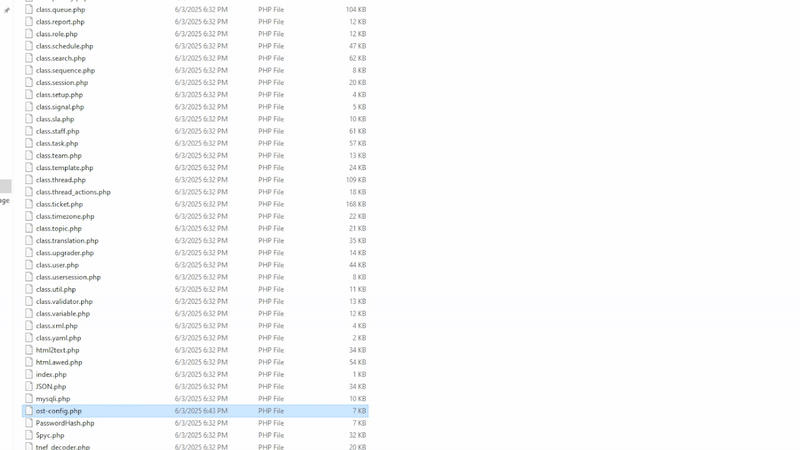 class.queue.php 6/3/2025 6:32 PM PHP File 104 KB
class.report.php 6/3/2025 6:32 PM PHP File 12 KB
class.role.php 6/3/2025 6:32 PM PHP File 12 KB
class.schedule.php 6/3/2025 6:32 PM PHP File 47 KB
class.search.php 6/3/2025 6:32 PM PHP File 62 KB
class.sequence.php 6/3/2025 6:32 PM PHP File 8 KB
class.session.php 6/3/2025 6:32 PM PHP File 20 KB
class.setup.php 6/3/2025 6:32 PM PHP File 4 KB
class.signal.php 6/3/2025 6:32 PM PHP File 5 KB
class.sla.php 6/3/2025 6:32 PM PHP File 10 KB
class.staff.php 6/3/2025 6:32 PM PHP File 61 KB
class.task.php 6/3/2025 6:32 PM PHP File 57 KB
class.team.php 6/3/2025 6:32 PM PHP File 13 KB
class.template.php 6/3/2025 6:32 PM PHP File 24 KB
class.thread.php 6/3/2025 6:32 PM PHP File 109 KB
class.thread_actions.php 6/3/2025 6:32 PM PHP File 18 KB
class.ticket.php 6/3/2025 6:32 PM PHP File 168 KB
class.timezone.php 6/3/2025 6:32 PM PHP File 22 KB
class.topic.php 6/3/2025 6:32 PM PHP File 21 KB
class.translation.php 6/3/2025 6:32 PM PHP File 35 KB
class.upgrader.php 6/3/2025 6:32 PM PHP File 14 KB
class.user.php 6/3/2025 6:32 PM PHP File 44 KB
class.usersession.php 6/3/2025 6:32 PM PHP File 8 KB
class.util.php 6/3/2025 6:32 PM PHP File 11 KB
class.validator.php 6/3/2025 6:32 PM PHP File 13 KB
class.variable.php 6/3/2025 6:32 PM PHP File 12 KB
class.xml.php 6/3/2025 6:32 PM PHP File 4 KB
class.yaml.php 6/3/2025 6:32 PM PHP File 2 KB
html2text.php 6/3/2025 6:32 PM PHP File 34 KB
htmLawed.php 6/3/2025 6:32 PM PHP File 54 KB
index.php 6/3/2025 6:32 PM PHP File 1 KB
JSON.php 6/3/2025 6:32 PM PHP File 34 KB
mysqli.php 6/3/2025 6:32 PM PHP File 10 KB
ost-config.php 6/3/2025 6:43 PM PHP File 7 KB
PasswordHash.php 6/3/2025 6:32 PM PHP File 7 KB
Spyc.php 6/3/2025 6:32 PM PHP File 32 KB
tnef_decoder.php 6/3/2025 6:32 PM PHP File 20 KB